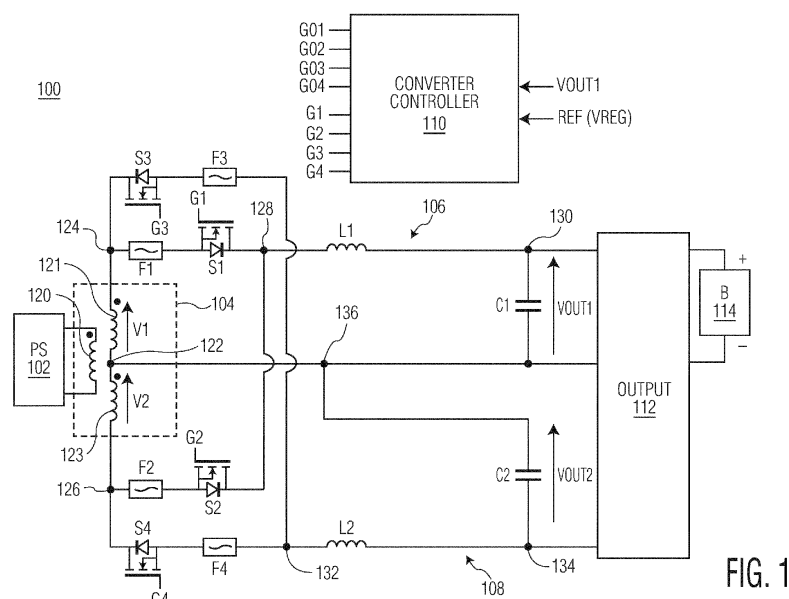 G01
G02
G03
G04
G1
G2
G3
G4
CONVERTER
CONTROLLER
110
VOUT1
REF (VREG)
100
S3
F3
G3
G1
128
106
124
F1
S1
L1
130
121
120
104
V1
C1
VOUT1
B
114
+
−
PS
102
122
136
V2
OUTPUT
112
123
G2
C2
VOUT2
126
F2
S2
S4
L2
F4
132
108
134
G4
FIG. 1